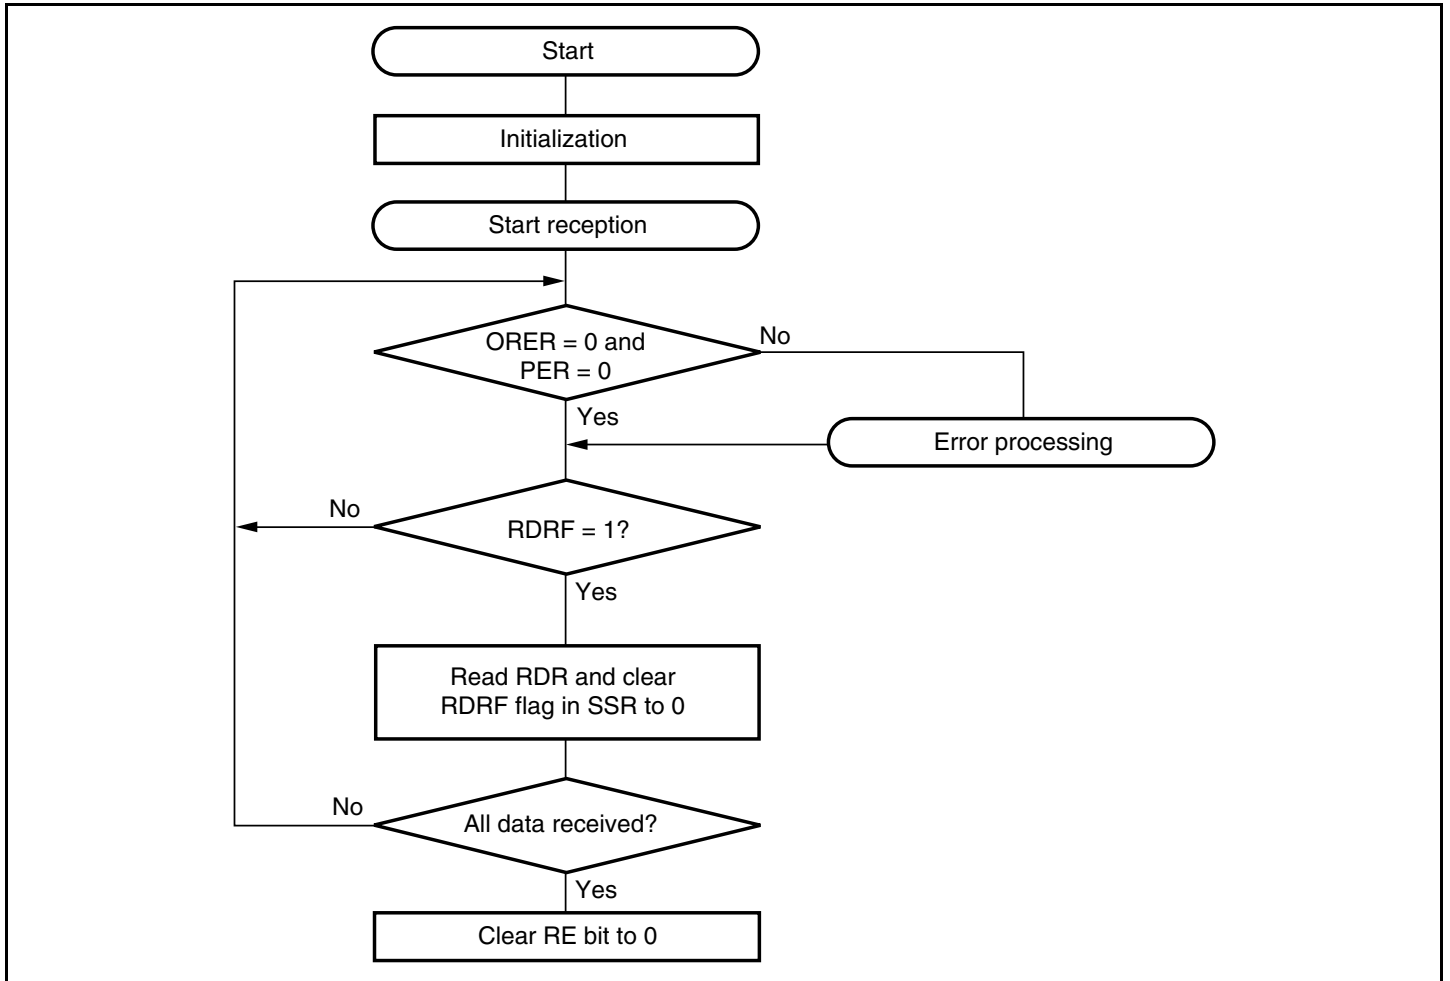 Start
Initialization
Start reception
ORER = 0 and
PER = 0
No
Yes
Error processing
No
RDRF = 1?
Yes
Read RDR and clear
RDRF flag in SSR to 0
No
All data received?
Yes
Clear RE bit to 0